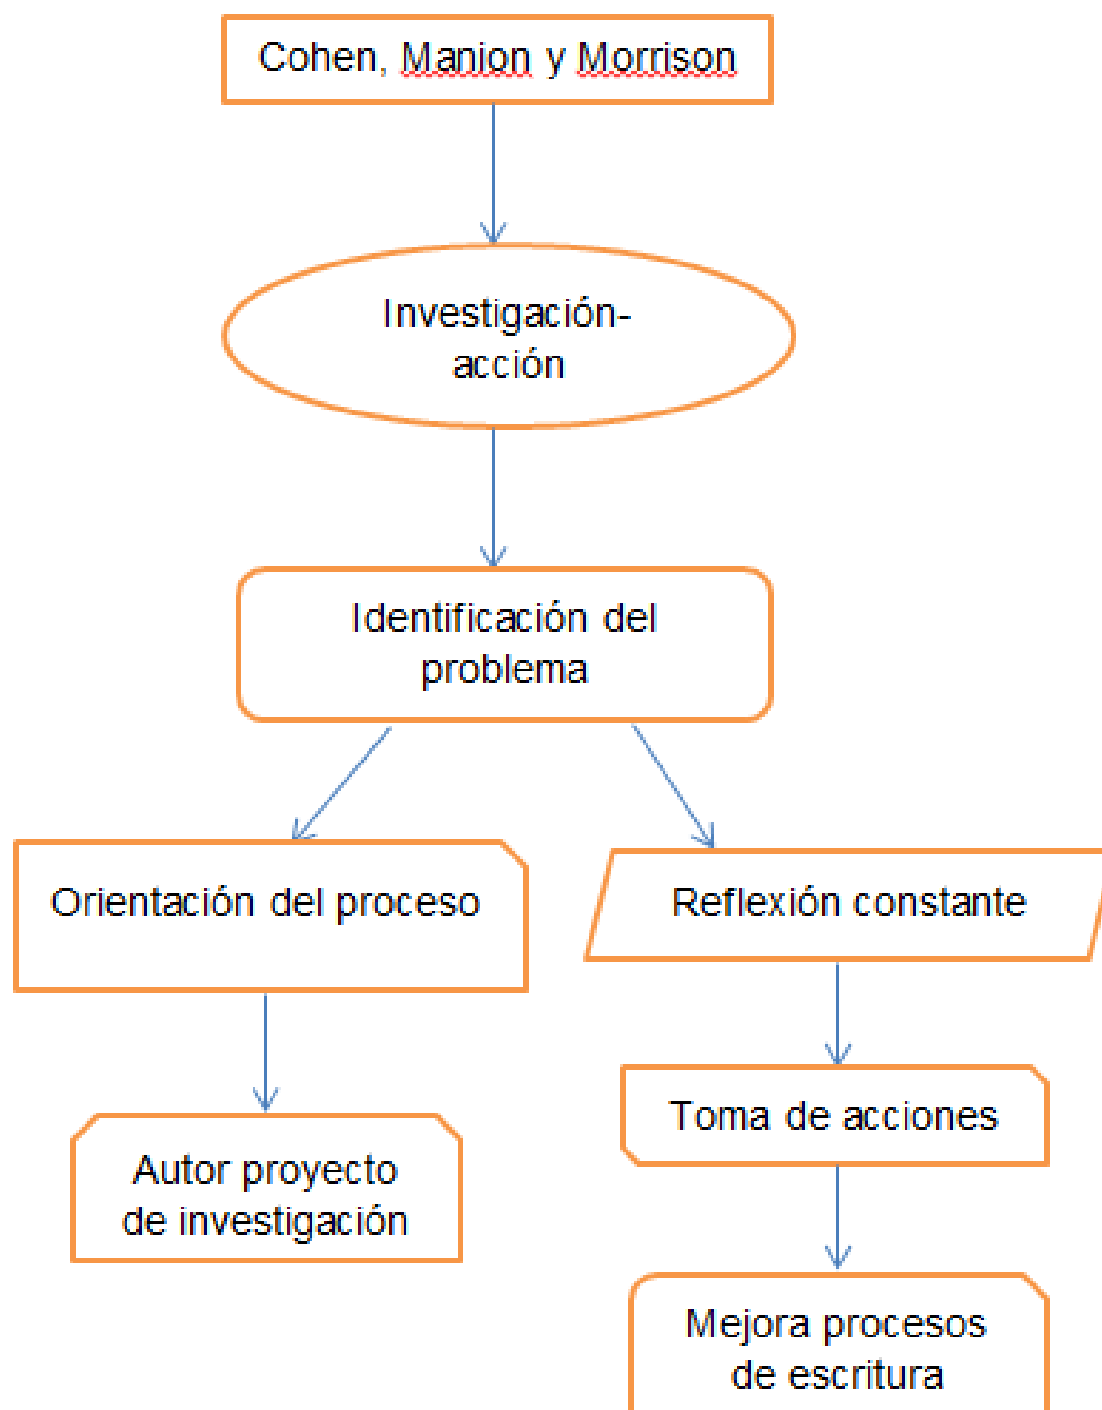 Cohen, Manion y Morrison
Investigación-
acción
Identificación del
problema
Orientación del proceso
Reflexión constante
Toma de acciones
Autor proyecto
de investigación
Mejora procesos
de escritura